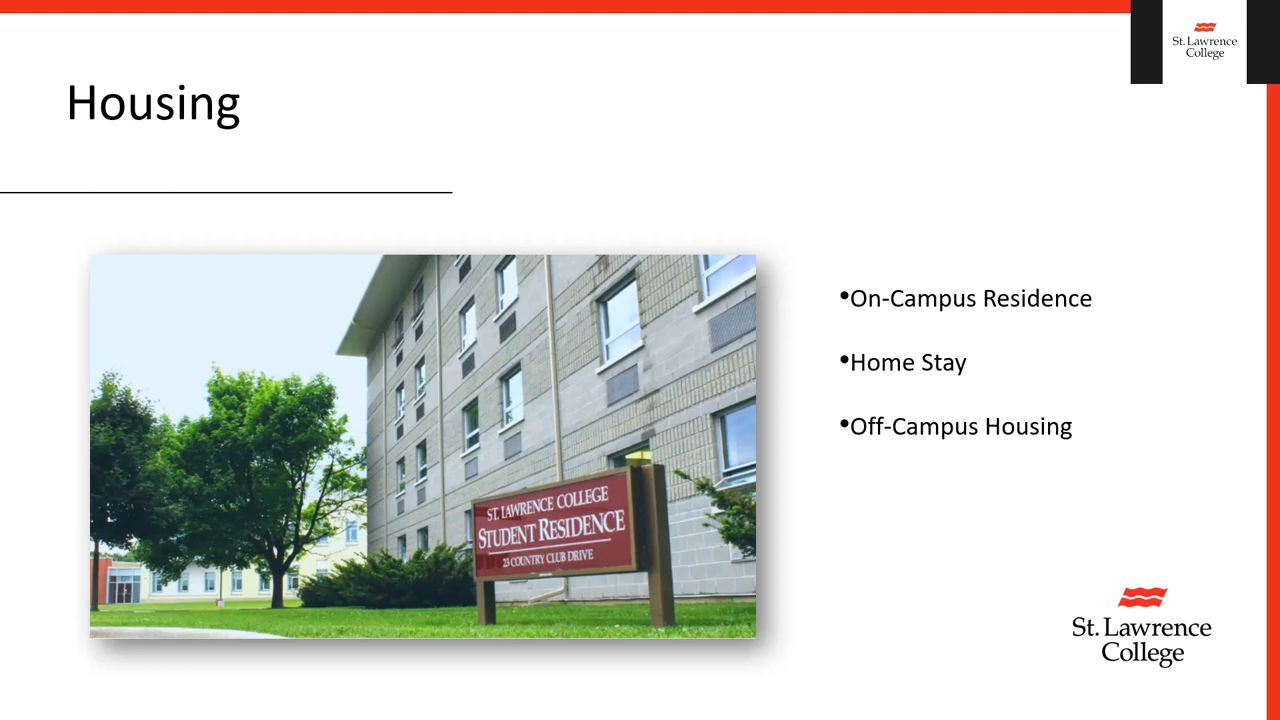 St. Lawrence
College
Housing
•On-Campus Residence
•Home Stay
•Off-Campus Housing
ST. LAWRENCE COLLEGE
STUDENT RESIDENCE
23 COUNTRY CLUB DRIVE
St. Lawrence
College